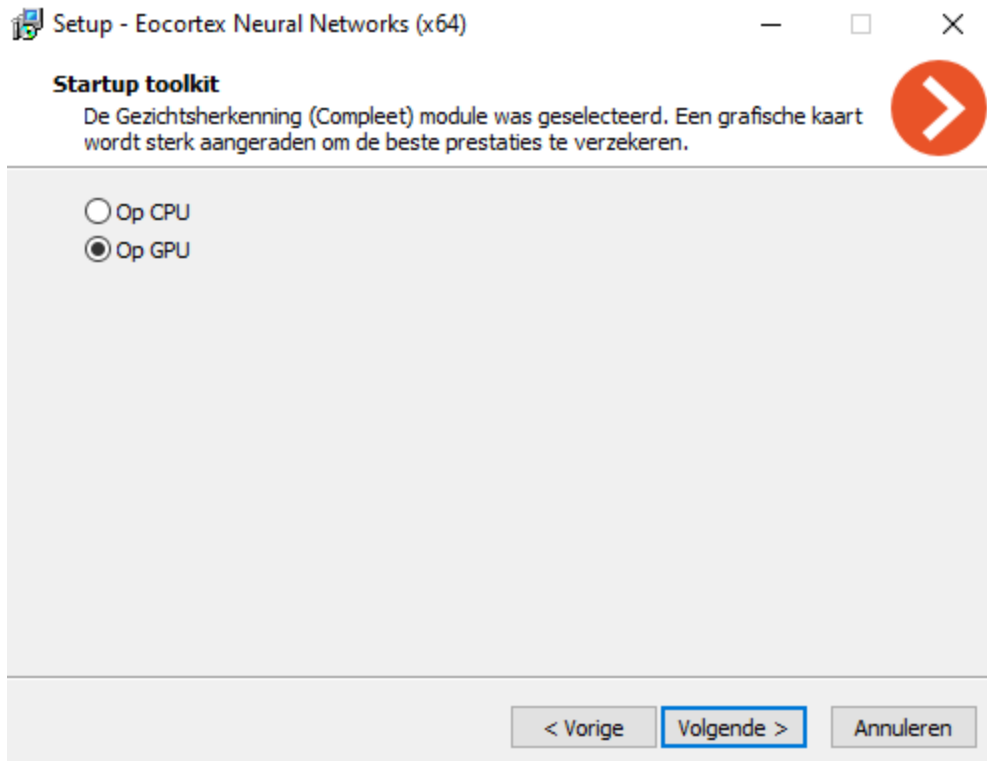 Setup - Eocortex Neural Networks (x64)
Startup toolkit
De Gezichtsherkenning (Compleet) module was geselecteerd. Een grafische kaart
wordt sterk aangeraden om de beste prestaties te verzekeren.
Op CPU
Op GPU
< Vorige
Volgende >
Annuleren